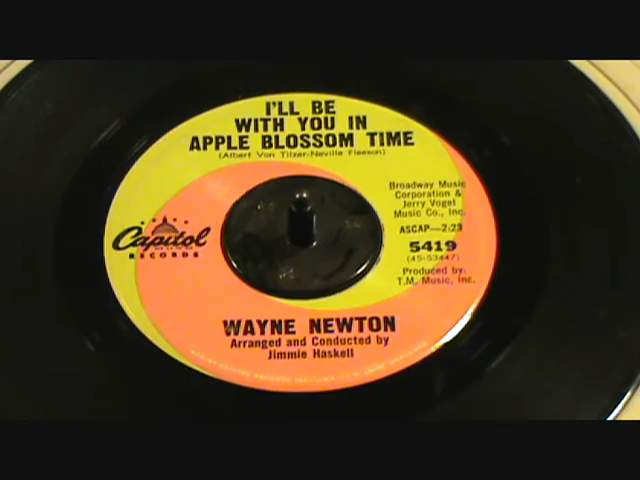 I'LL BE
WITH YOU IN
APPLE BLOSSOM TIME
(Albert Von Tilzer-Neville Fleeson)
Broadway Music
Corporation &
Jerry Vogel
Music Co., Inc.
ASCAP—2:23
5419
(45-53447)
Produced by:
T.M. Music, Inc.
Capitol
RECORDS
WAYNE NEWTON
Arranged and Conducted by
Jimmie Haskell